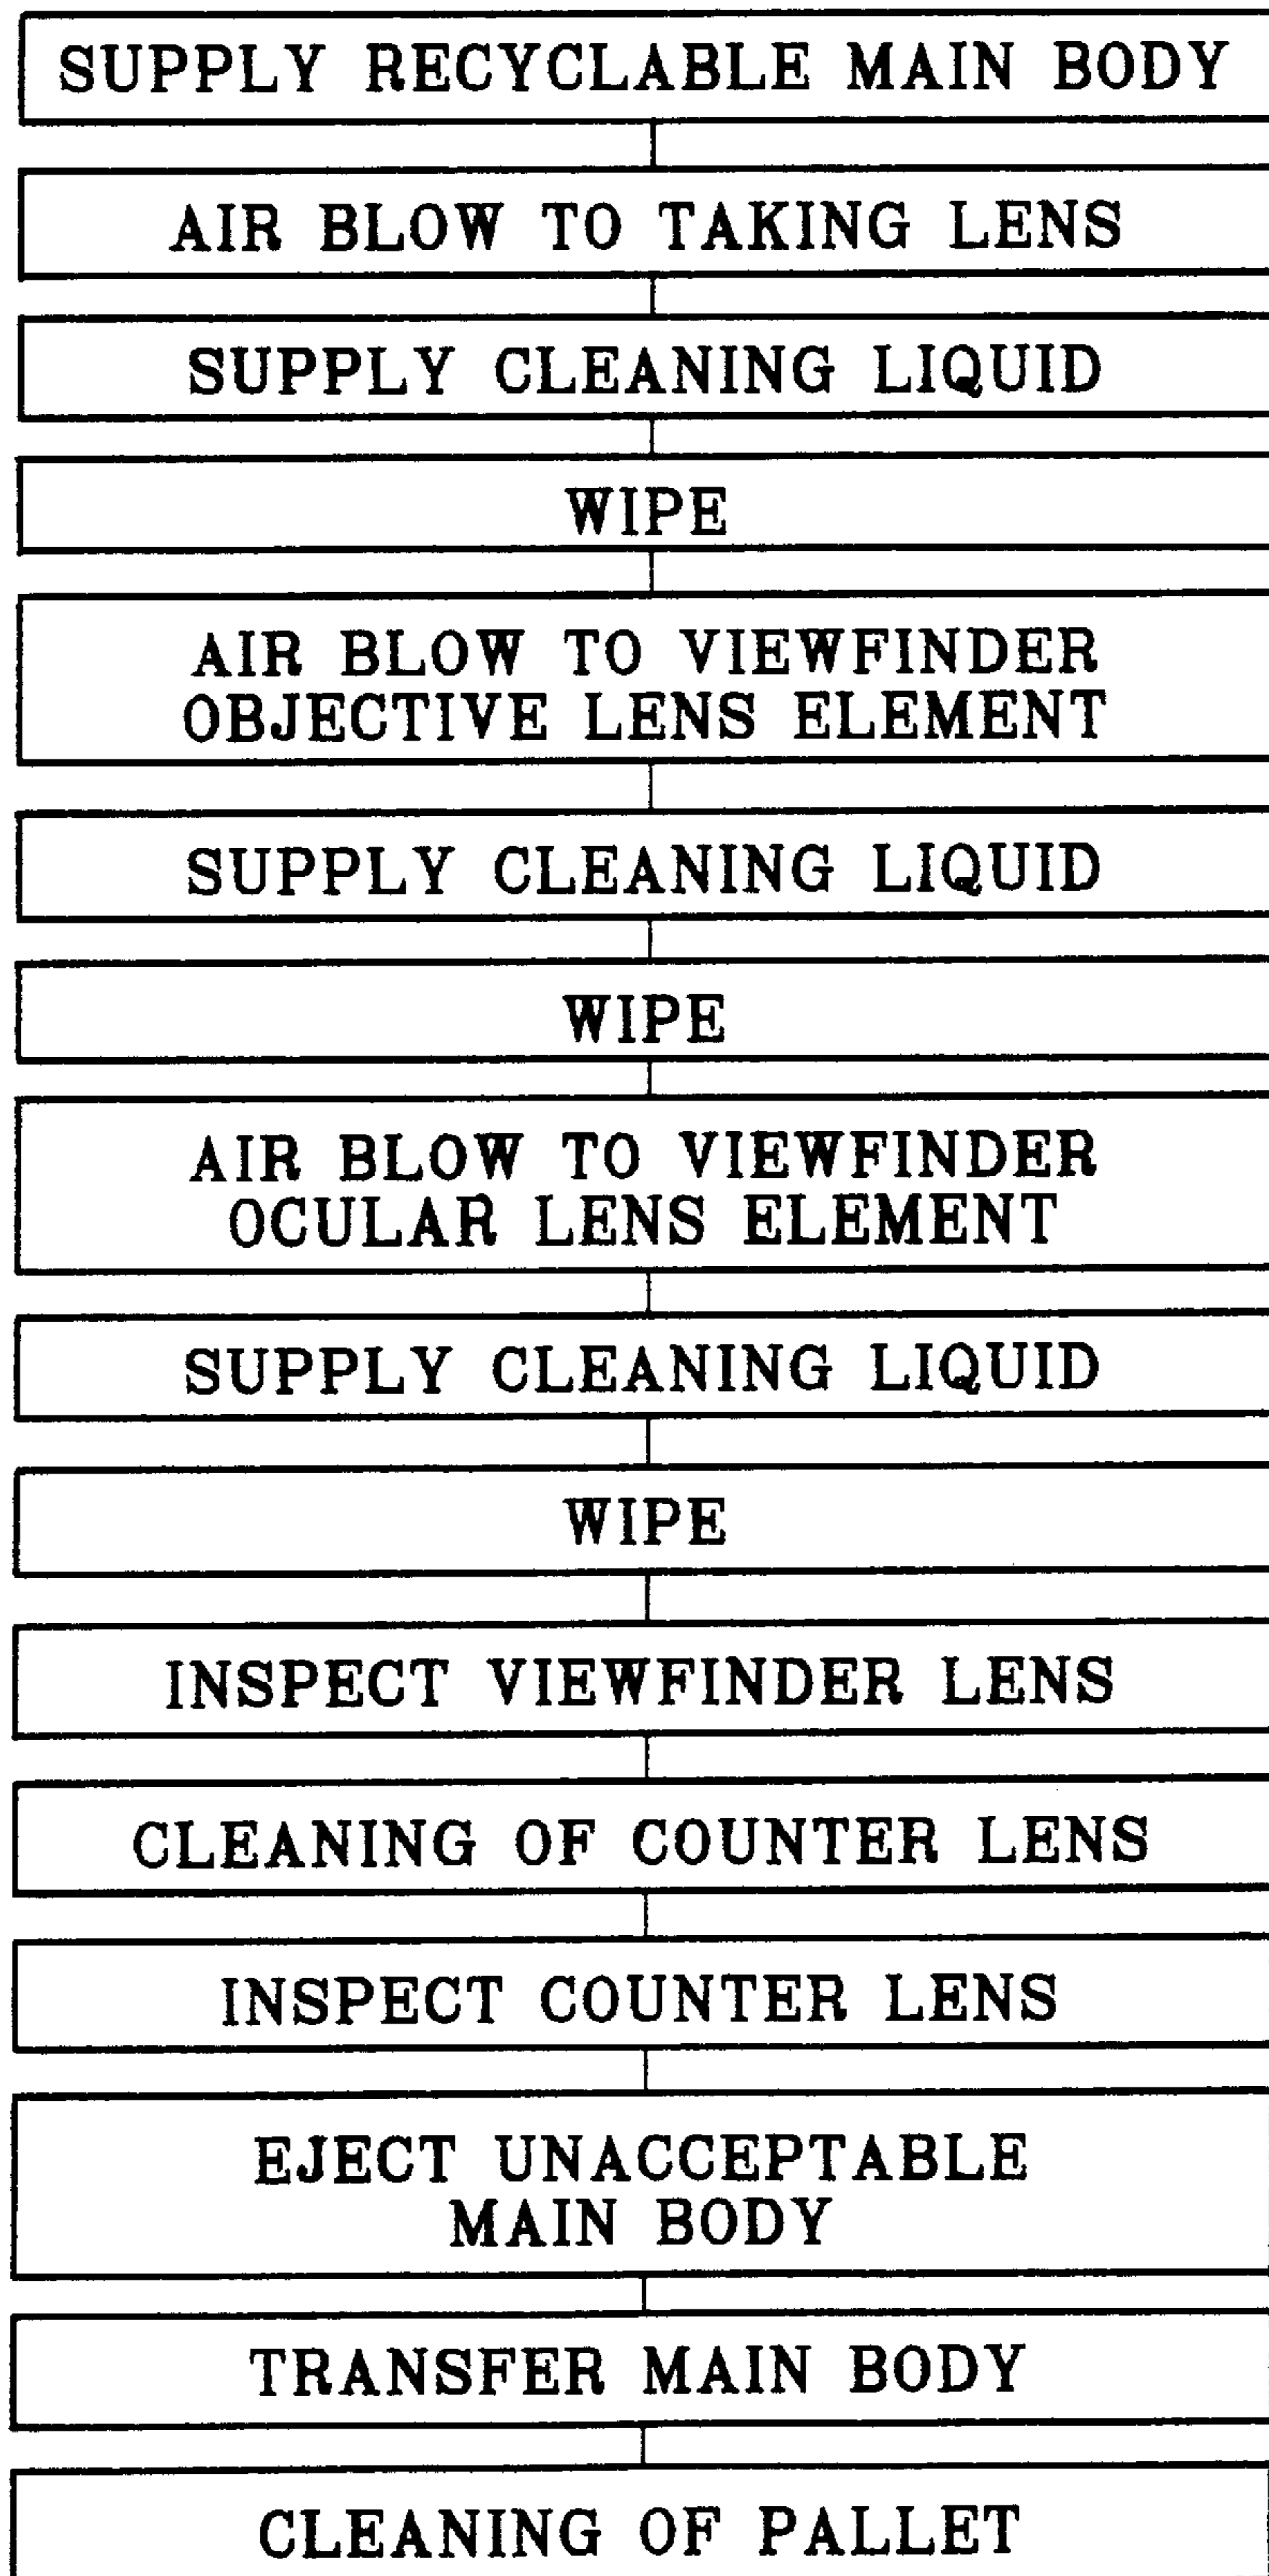 SUPPLY RECYCLABLE MAIN BODY
AIR BLOW TO TAKING LENS
SUPPLY CLEANING LIQUID
WIPE
AIR BLOW TO VIEWFINDER
OBJECTIVE LENS ELEMENT
SUPPLY CLEANING LIQUID
WIPE
AIR BLOW TO VIEWFINDER
OCULAR LENS ELEMENT
SUPPLY CLEANING LIQUID
WIPE
INSPECT VIEWFINDER LENS
CLEANING OF COUNTER LENS
INSPECT COUNTER LENS
EJECT UNACCEPTABLE
MAIN BODY
TRANSFER MAIN BODY
CLEANING OF PALLET